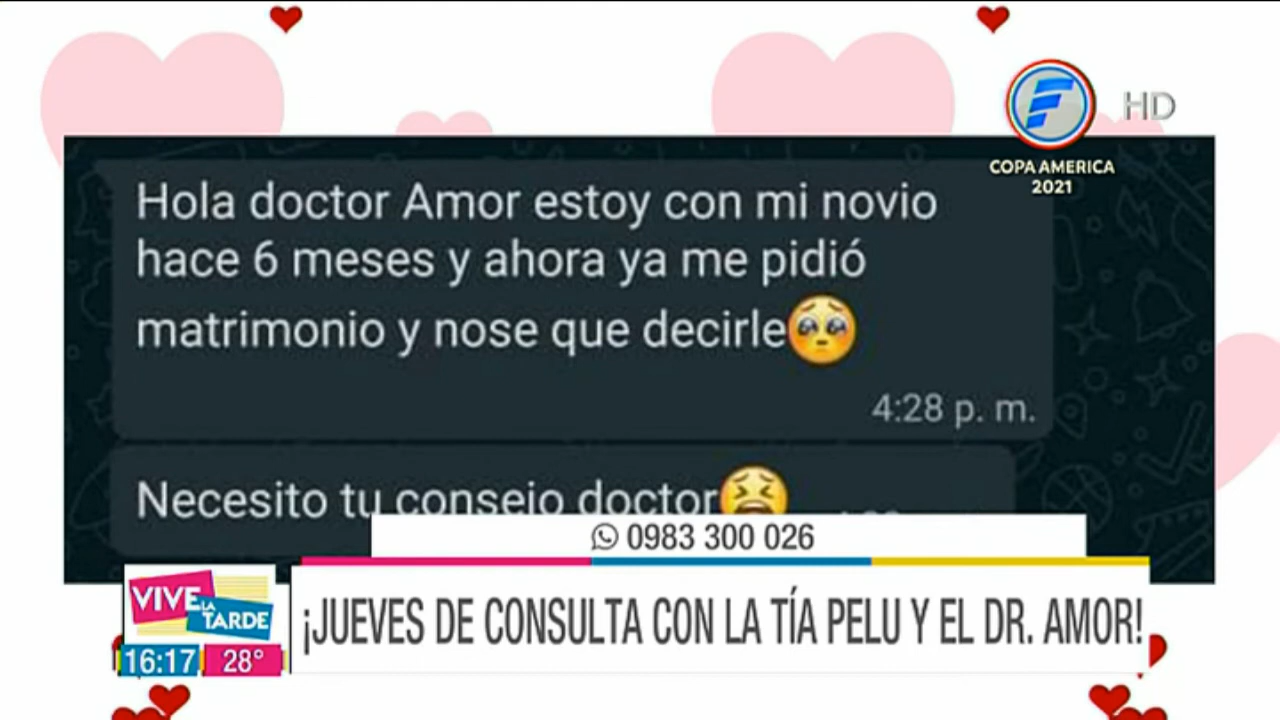 HD
COPA AMERICA
2021
Hola doctor Amor estoy con mi novio
hace 6 meses y ahora ya me pidió
matrimonio y nose que decirle🥺
4:28 p. m.
Necesito tu consejo doctor😫
0983 300 026
VIVE LA TARDE
¡JUEVES DE CONSULTA CON LA TÍA PELU Y EL DR. AMOR!
16:17 28°